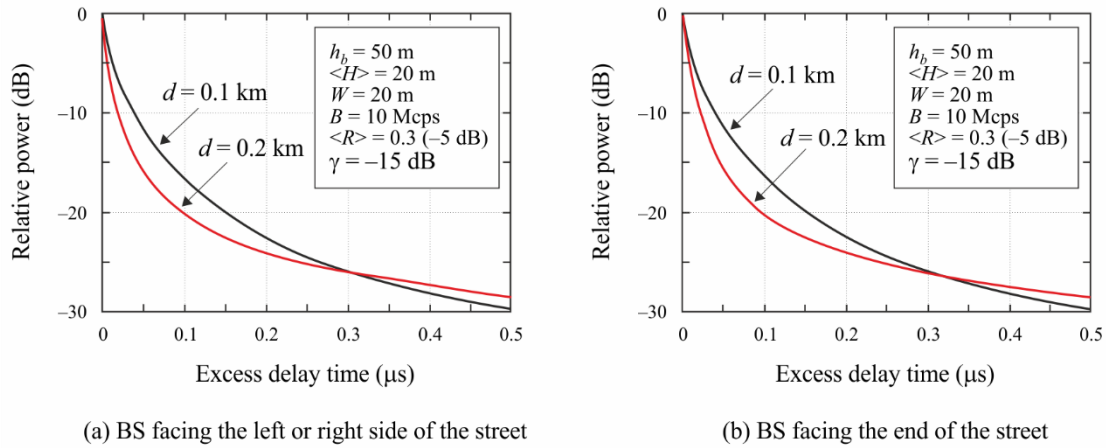 Relative power (dB)
0
–10
–20
–30
d = 0.1 km
d = 0.2 km
h_b = 50 m
<H> = 20 m
W = 20 m
B = 10 Mcps
<R> = 0.3 (–5 dB)
γ = –15 dB
0 0.1 0.2 0.3 0.4 0.5
Excess delay time (μs)
(a) BS facing the left or right side of the street
Relative power (dB)
0
–10
–20
–30
d = 0.1 km
d = 0.2 km
h_b = 50 m
<H> = 20 m
W = 20 m
B = 10 Mcps
<R> = 0.3 (–5 dB)
γ = –15 dB
0 0.1 0.2 0.3 0.4 0.5
Excess delay time (μs)
(b) BS facing the end of the street